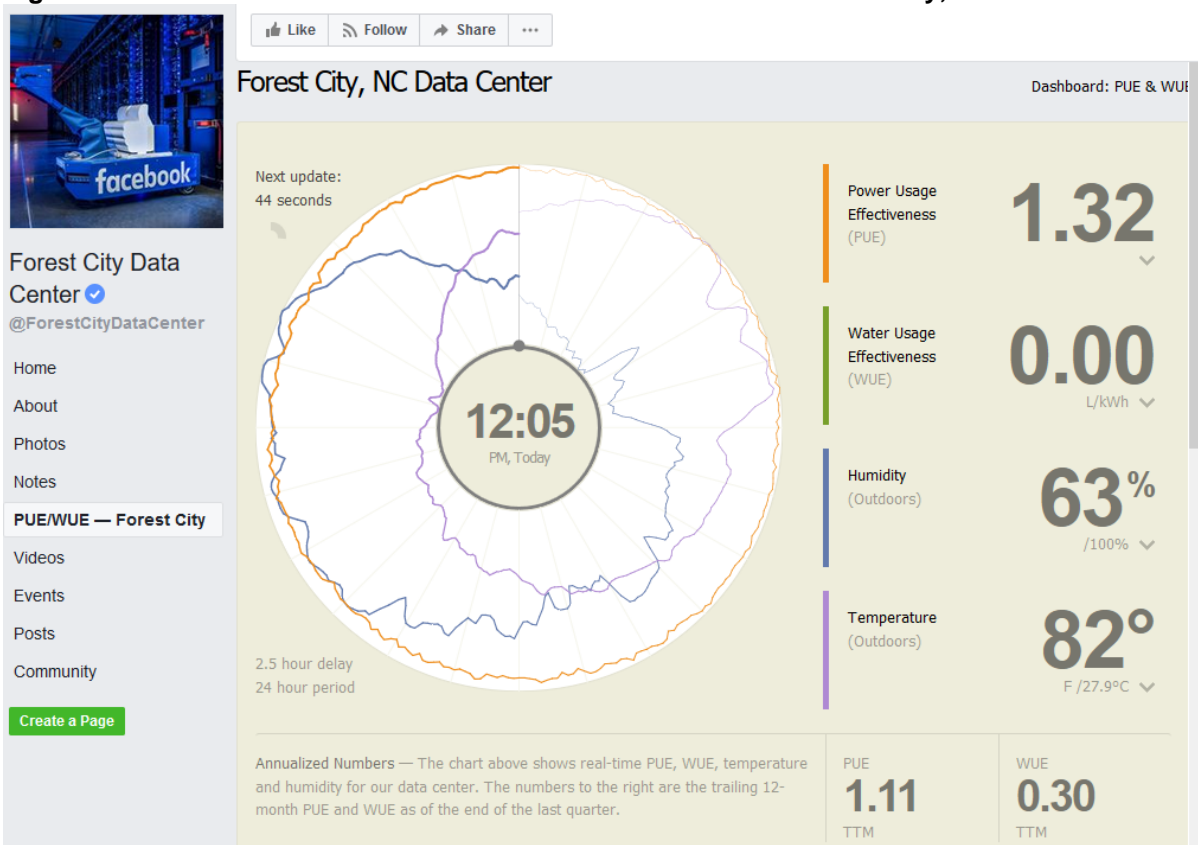 Like Follow Share ...
Forest City, NC Data Center
Dashboard: PUE & WUE
facebook
Forest City Data
Center
@ForestCityDataCenter
Home
About
Photos
Notes
PUE/WUE — Forest City
Videos
Events
Posts
Community
Create a Page
Next update:
44 seconds
12:05
PM, Today
2.5 hour delay
24 hour period
Power Usage
Effectiveness
(PUE)
1.32
Water Usage
Effectiveness
(WUE)
0.00
L/kWh
Humidity
(Outdoors)
63%
/100%
Temperature
(Outdoors)
82°
F /27.9°C
Annualized Numbers — The chart above shows real-time PUE, WUE, temperature
and humidity for our data center. The numbers to the right are the trailing 12-
month PUE and WUE as of the end of the last quarter.
PUE
1.11
TTM
WUE
0.30
TTM